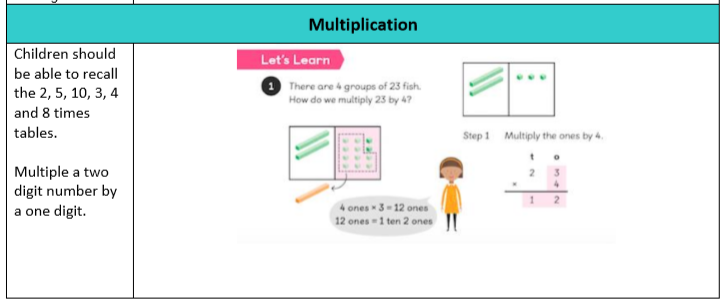 Multiplication
Children should
be able to recall
the 2, 5, 10, 3, 4
and 8 times
tables.
Multiple a two
digit number by
a one digit.
Let's Learn
1 There are 4 groups of 23 fish.
How do we multiply 23 by 4?
Step 1 Multiply the ones by 4.
t o
2 3
× 4
1 2
4 ones × 3 = 12 ones
12 ones = 1 ten 2 ones